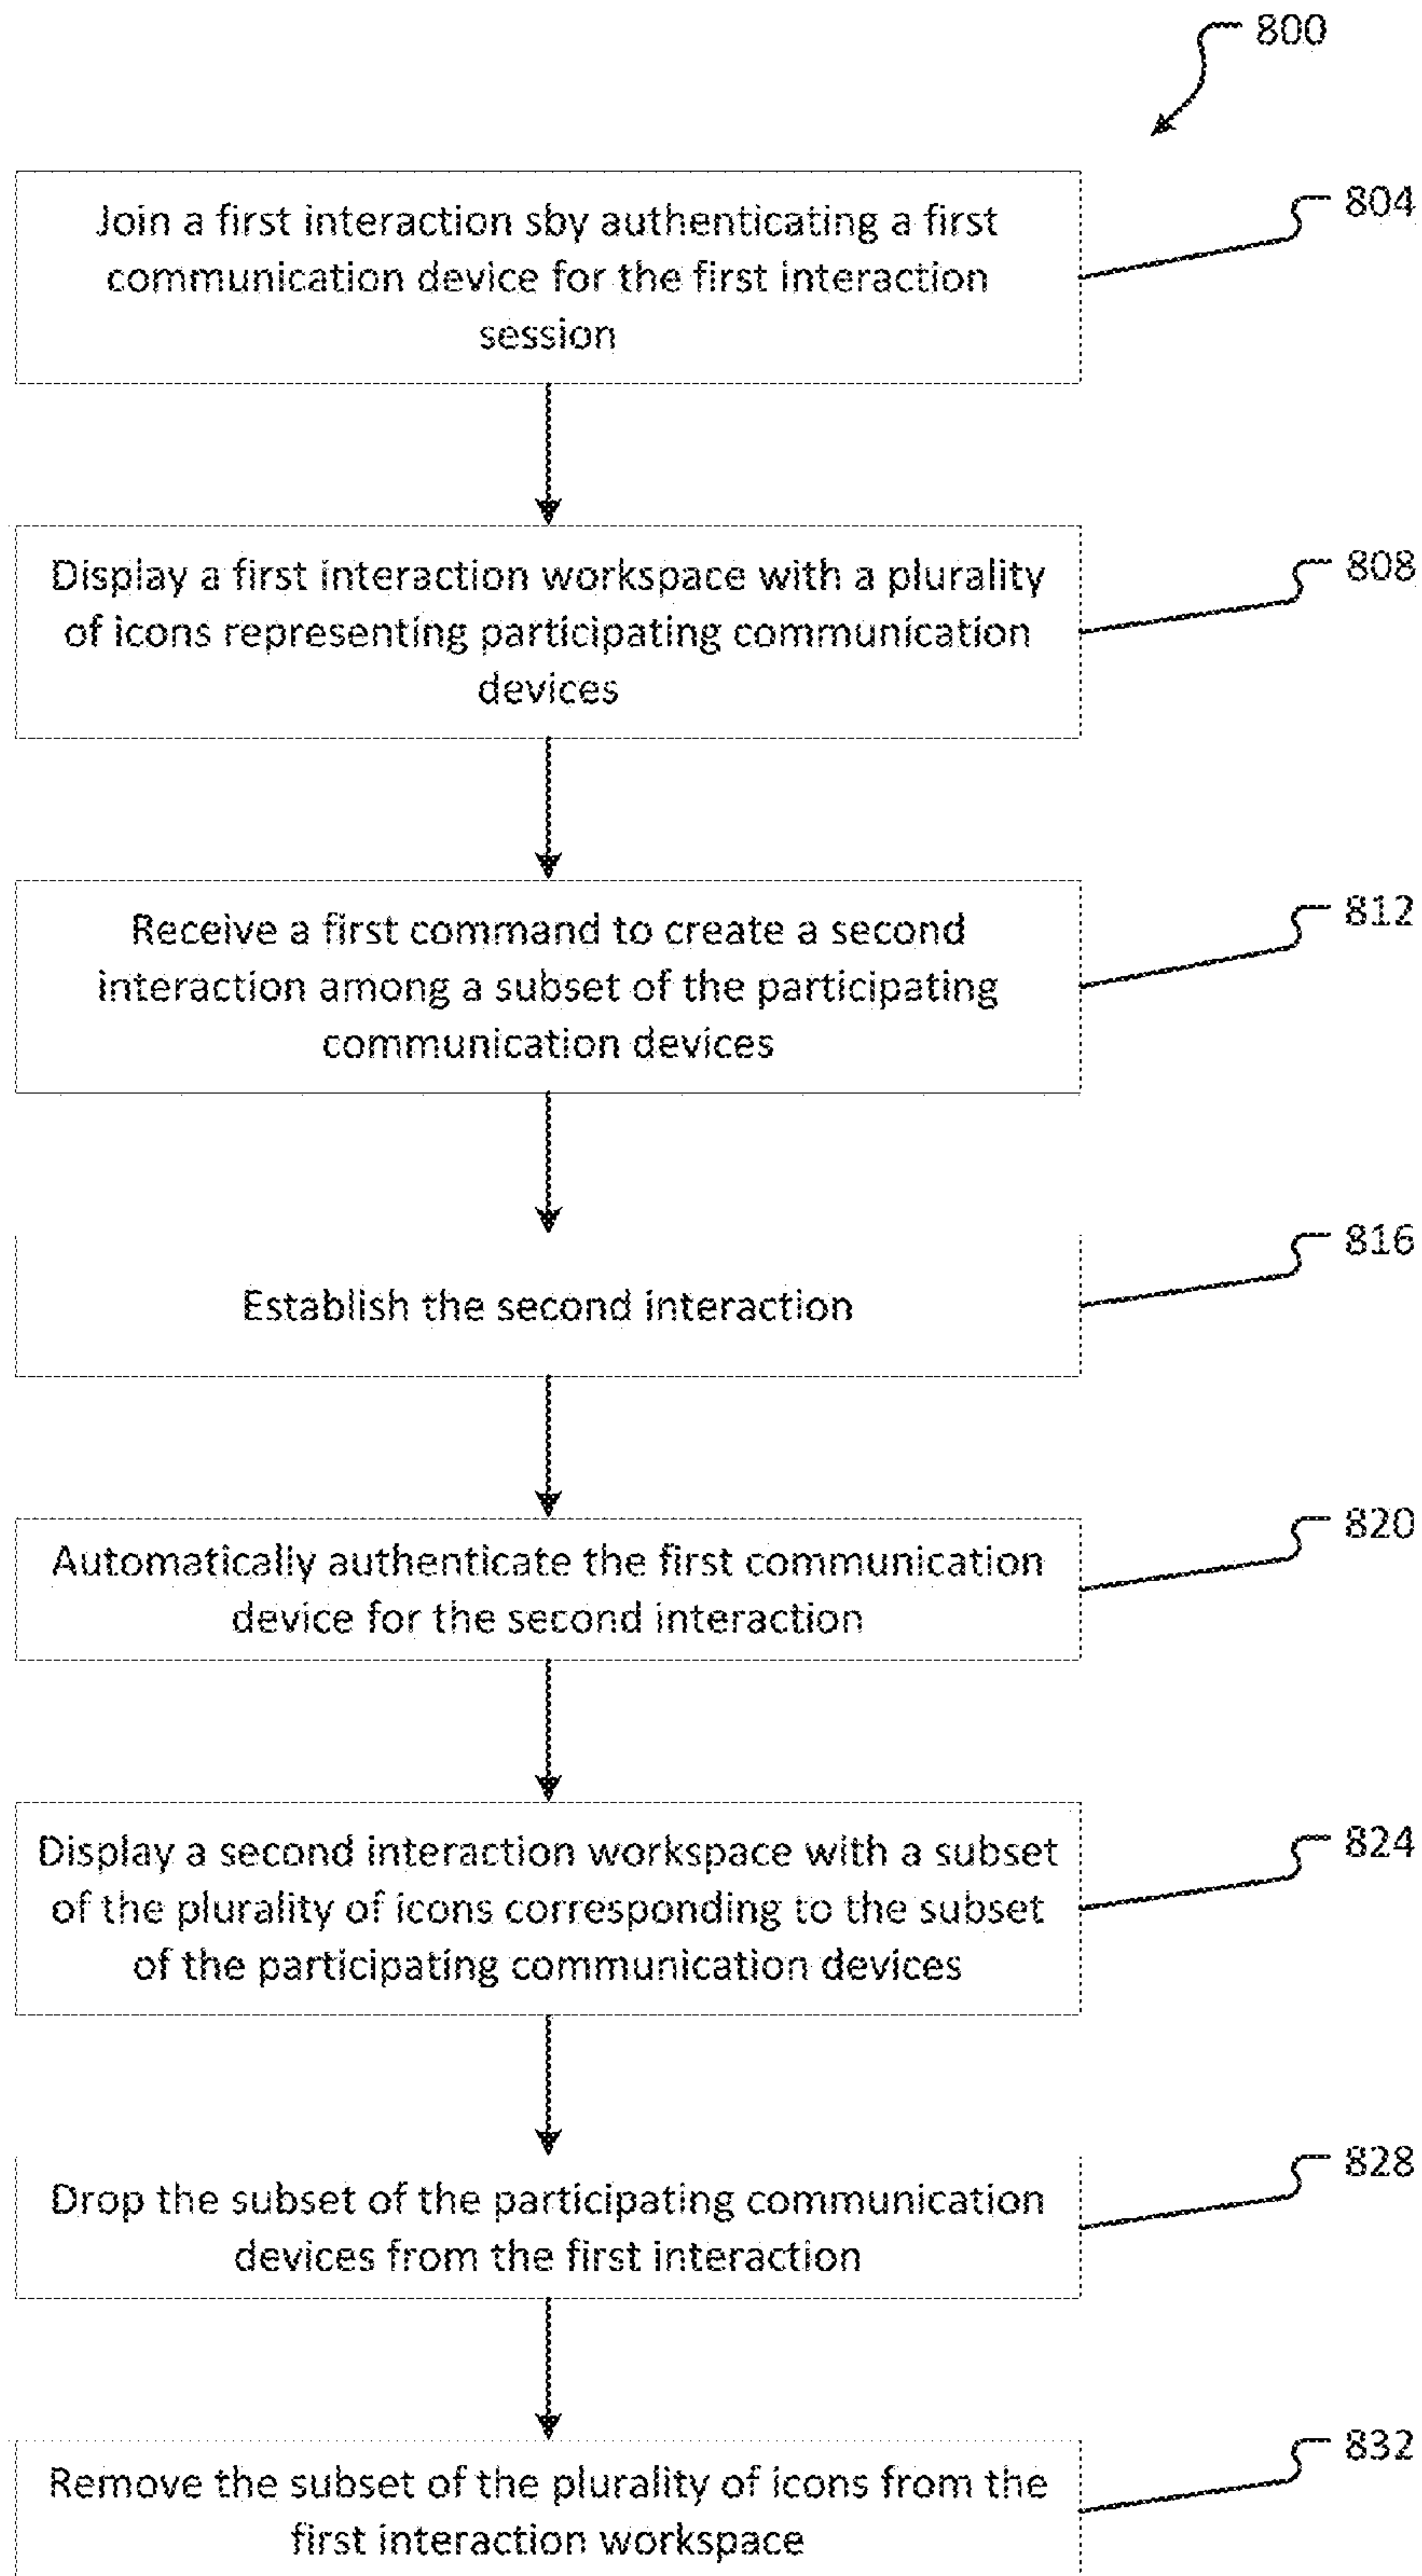 800
Join a first interaction sby authenticating a first
communication device for the first interaction
session
804
Display a first interaction workspace with a plurality
of icons representing participating communication
devices
808
Receive a first command to create a second
interaction among a subset of the participating
communication devices
812
Establish the second interaction
816
Automatically authenticate the first communication
device for the second interaction
820
Display a second interaction workspace with a subset
of the plurality of icons corresponding to the subset
of the participating communication devices
824
Drop the subset of the participating communication
devices from the first interaction
828
Remove the subset of the plurality of icons from the
first interaction workspace
832